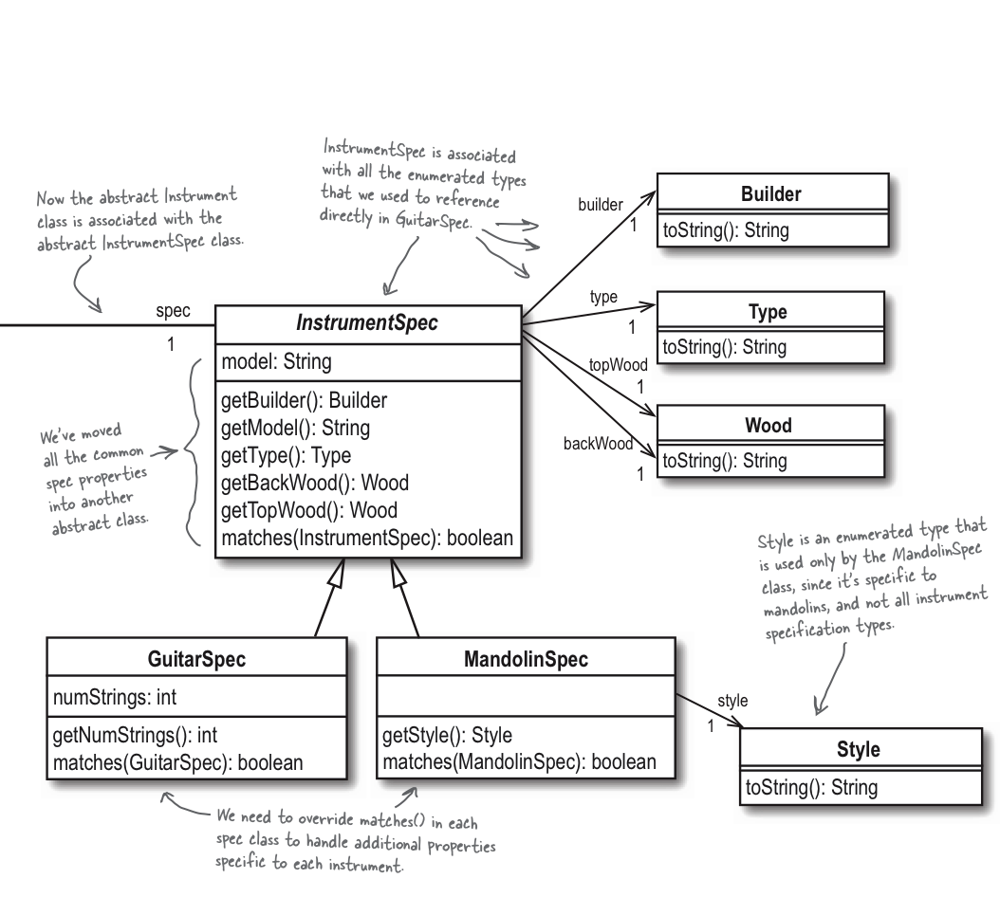 InstrumentSpec is associated
with all the enumerated types
that we used to reference
directly in GuitarSpec.
Now the abstract Instrument
class is associated with the
abstract InstrumentSpec class.
builder
1
Builder
toString(): String
spec
1
type
1
Type
toString(): String
topWood
1
backWood
1
Wood
toString(): String
InstrumentSpec
model: String
getBuilder(): Builder
getModel(): String
getType(): Type
getBackWood(): Wood
getTopWood(): Wood
matches(InstrumentSpec): boolean
We've moved
all the common
spec properties
into another
abstract class.
Style is an enumerated type that
is used only by the MandolinSpec
class, since it's specific to
mandolins, and not all instrument
specification types.
GuitarSpec
numStrings: int
getNumStrings(): int
matches(GuitarSpec): boolean
MandolinSpec
getStyle(): Style
matches(MandolinSpec): boolean
style
1
Style
toString(): String
We need to override matches() in each
spec class to handle additional properties
specific to each instrument.